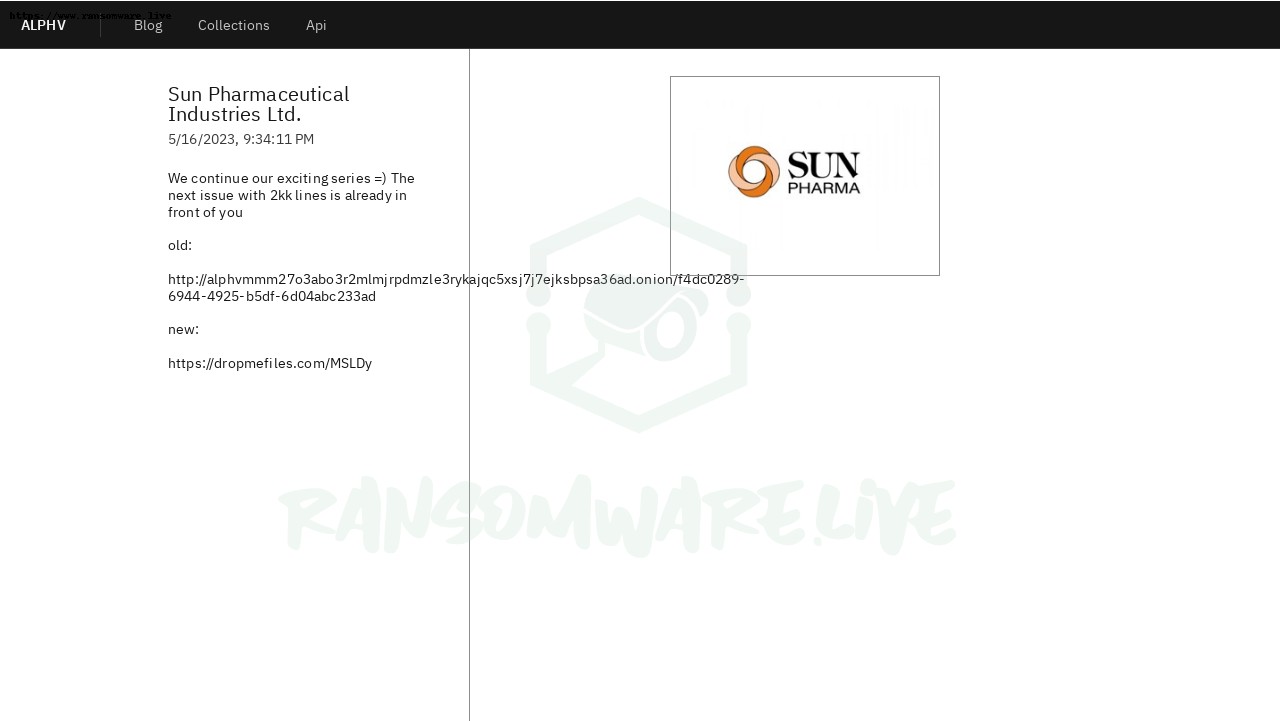 https://www.ransomware.live
ALPHV
Blog
Collections
Api
Sun Pharmaceutical
Industries Ltd.
5/16/2023, 9:34:11 PM
We continue our exciting series =) The
next issue with 2kk lines is already in
front of you
old:
http://alphvmmm27o3abo3r2mlmjrpdmzle3rykajqc5xsj7j7ejksbpsa36ad.onion/f4dc0289-
6944-4925-b5df-6d04abc233ad
new:
https://dropmefiles.com/MSLDy
SUN
PHARMA
RANSOMWARE.LIVE